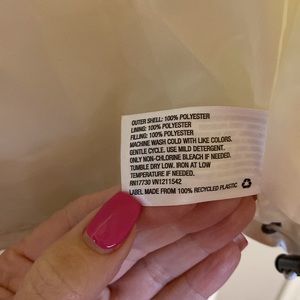 OUTER SHELL: 100% POLYESTER
LINING: 100% POLYESTER
FILLING: 100% POLYESTER
MACHINE WASH COLD WITH LIKE COLORS.
GENTLE CYCLE. USE MILD DETERGENT.
ONLY NON-CHLORINE BLEACH IF NEEDED.
TUMBLE DRY LOW. IRON AT LOW
TEMPERATURE IF NEEDED.
RN17730 VN1211542
LABEL MADE FROM 100% RECYCLED PLASTIC